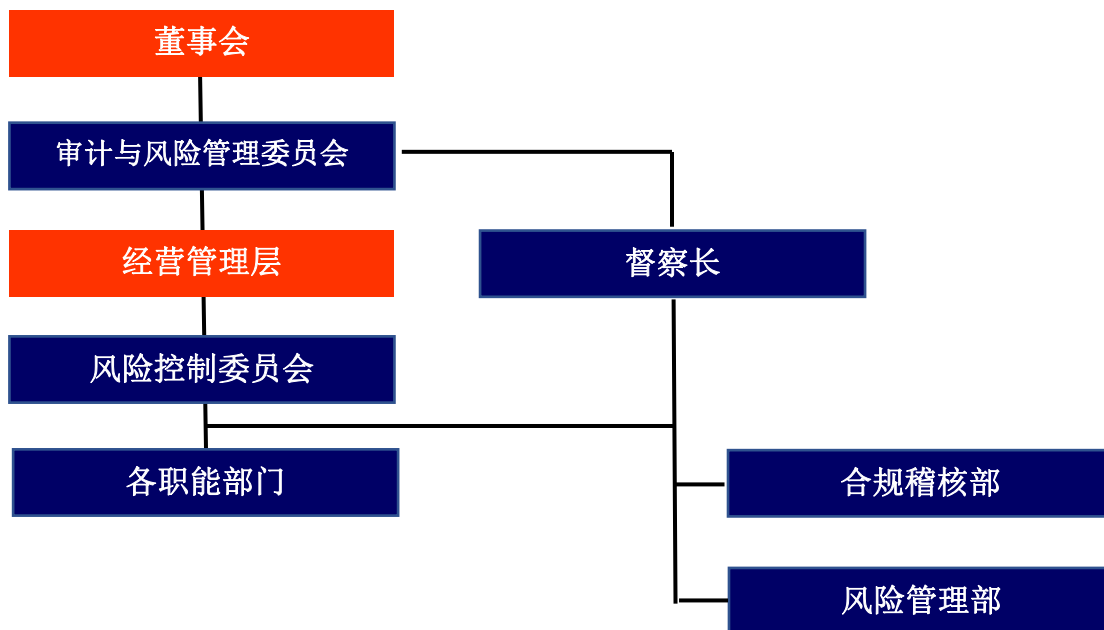 董事会
审计与风险管理委员会
经营管理层
督察长
风险控制委员会
各职能部门
合规稽核部
风险管理部